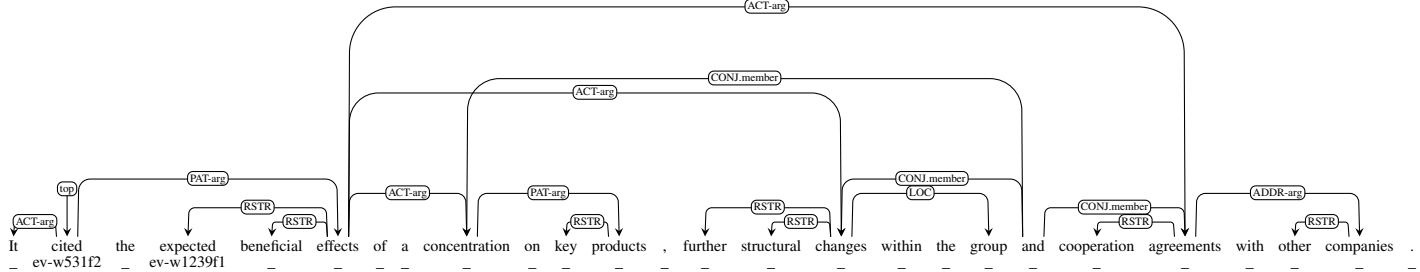 ACT-arg
CONJ.member
ACT-arg
top PAT-arg CONJ.member
ACT-arg PAT-arg LOC ADDR-arg
RSTR RSTR CONJ.member
ACT-arg RSTR RSTR RSTR RSTR RSTR
It cited the expected beneficial effects of a concentration on key products , further structural changes within the group and cooperation agreements with other companies .
_ ev-w531f2 _ ev-w1239f1 _ _ _ _ _ _ _ _ _ _ _ _ _ _ _ _ _ _ _ _ _ _